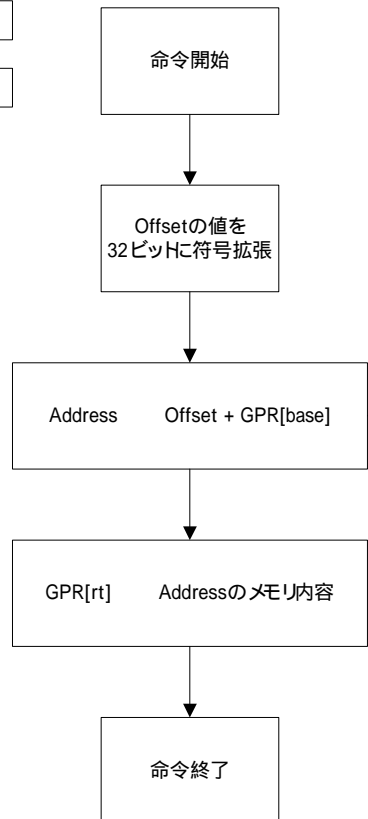 命令開始
Offsetの値を
32ビットに符号拡張
Address Offset + GPR[base]
GPR[rt] Addressのメモリ内容
命令終了